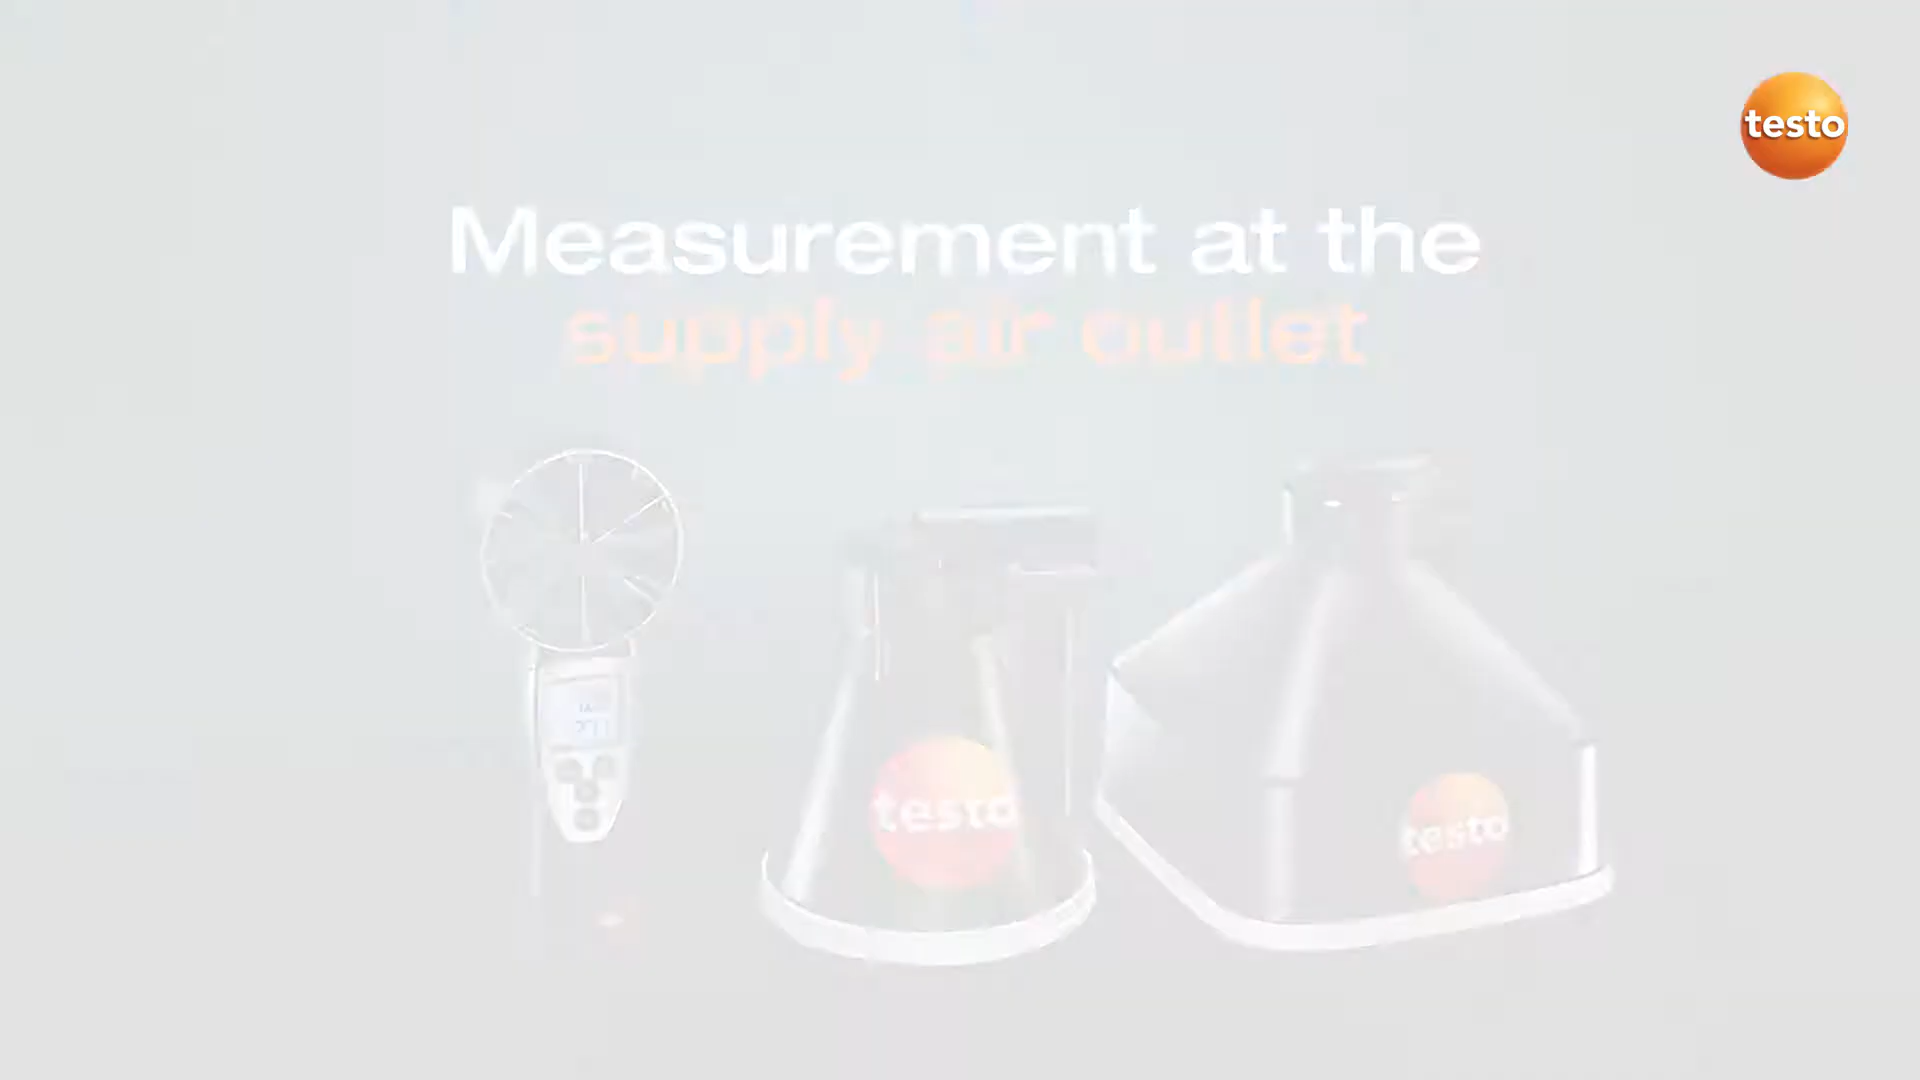 testo
Measurement at the
supply air outlet
testo
testo